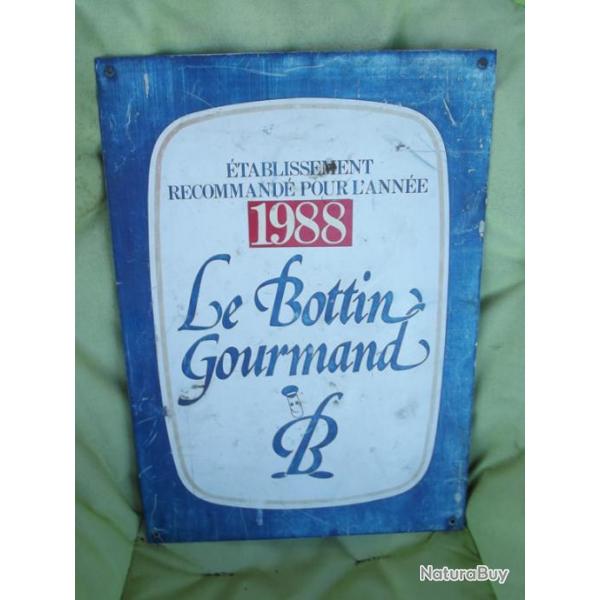 ÉTABLISSEMENT
RECOMMANDÉ POUR L'ANNÉE
1988
Le Bottin
Gourmand
B
NaturaBuy